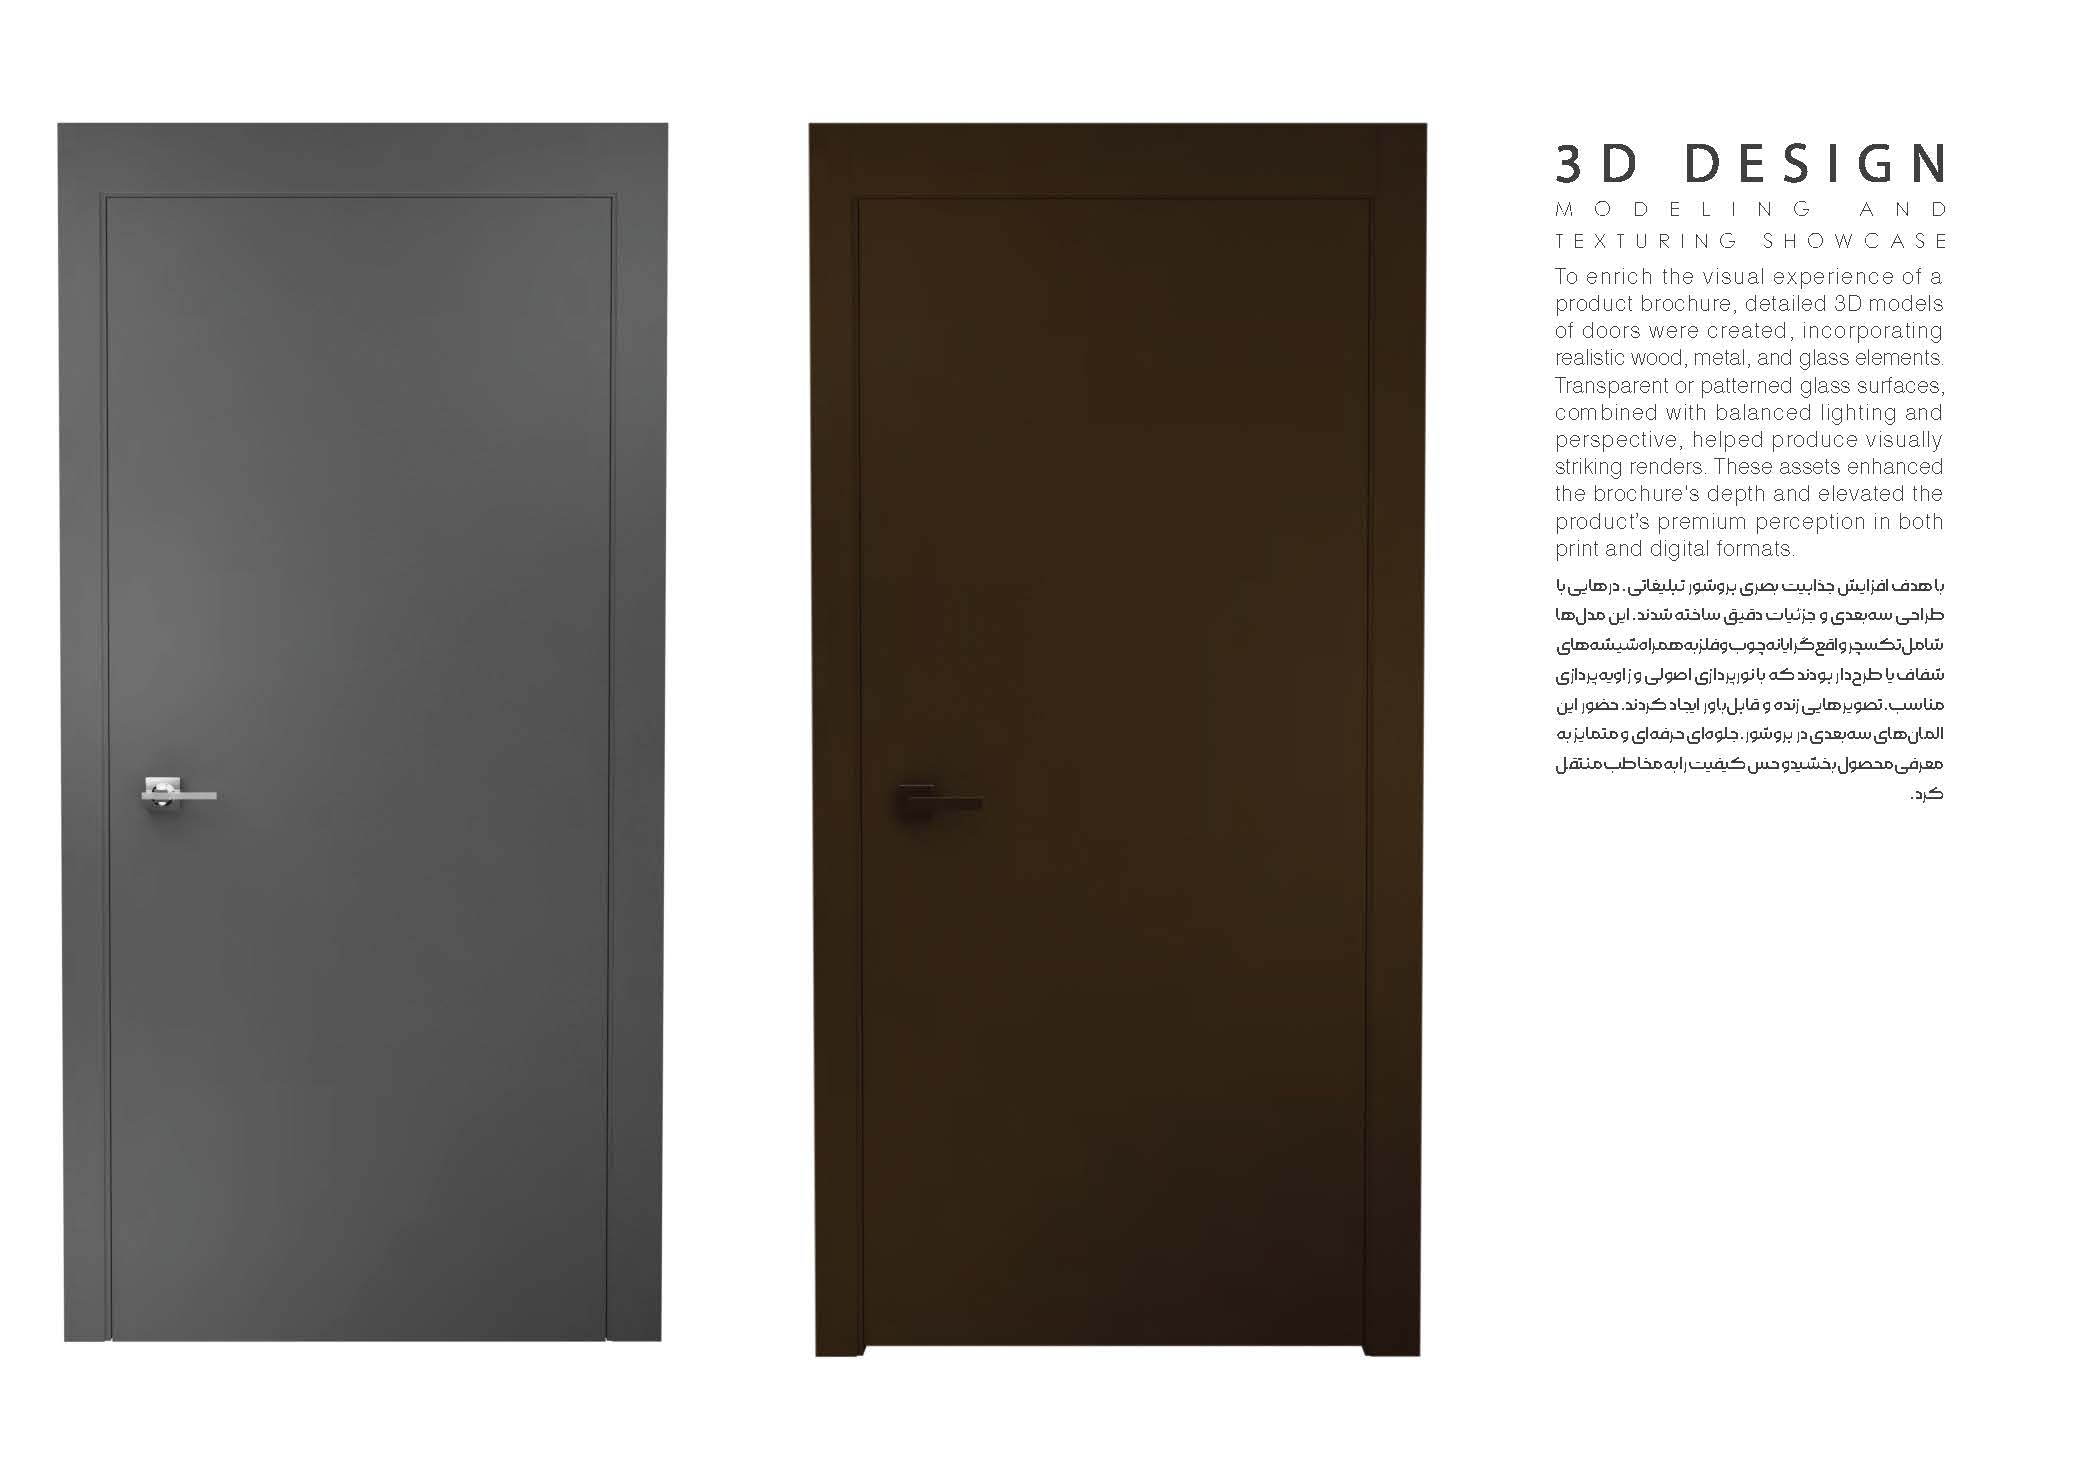 3D DESIGN
MODELING AND
TEXTURING SHOWCASE
To enrich the visual experience of a
product brochure, detailed 3D models
of doors were created, incorporating
realistic wood, metal, and glass elements.
Transparent or patterned glass surfaces,
combined with balanced lighting and
perspective, helped produce visually
striking renders. These assets enhanced
the brochure's depth and elevated the
product’s premium perception in both
print and digital formats.
با هدف افزایش جذابیت بصری بروشور تبلیغاتی، درهایی با
طراحی سه‌بعدی و جزئیات دقیق ساخته شدند. این مدل‌ها
شامل تکسچر واقع‌گرایانه چوب و فلز به همراه شیشه‌های
شفاف یا طرح‌دار بودند که با نورپردازی اصولی و زاویه‌پردازی
مناسب، تصویرهایی زنده و قابل‌باور ایجاد کردند. حضور این
المان‌های سه‌بعدی در بروشور، جلوه‌ای حرفه‌ای و متمایز به
معرفی محصول بخشید و حس کیفیت را به مخاطب منتقل
کرد.